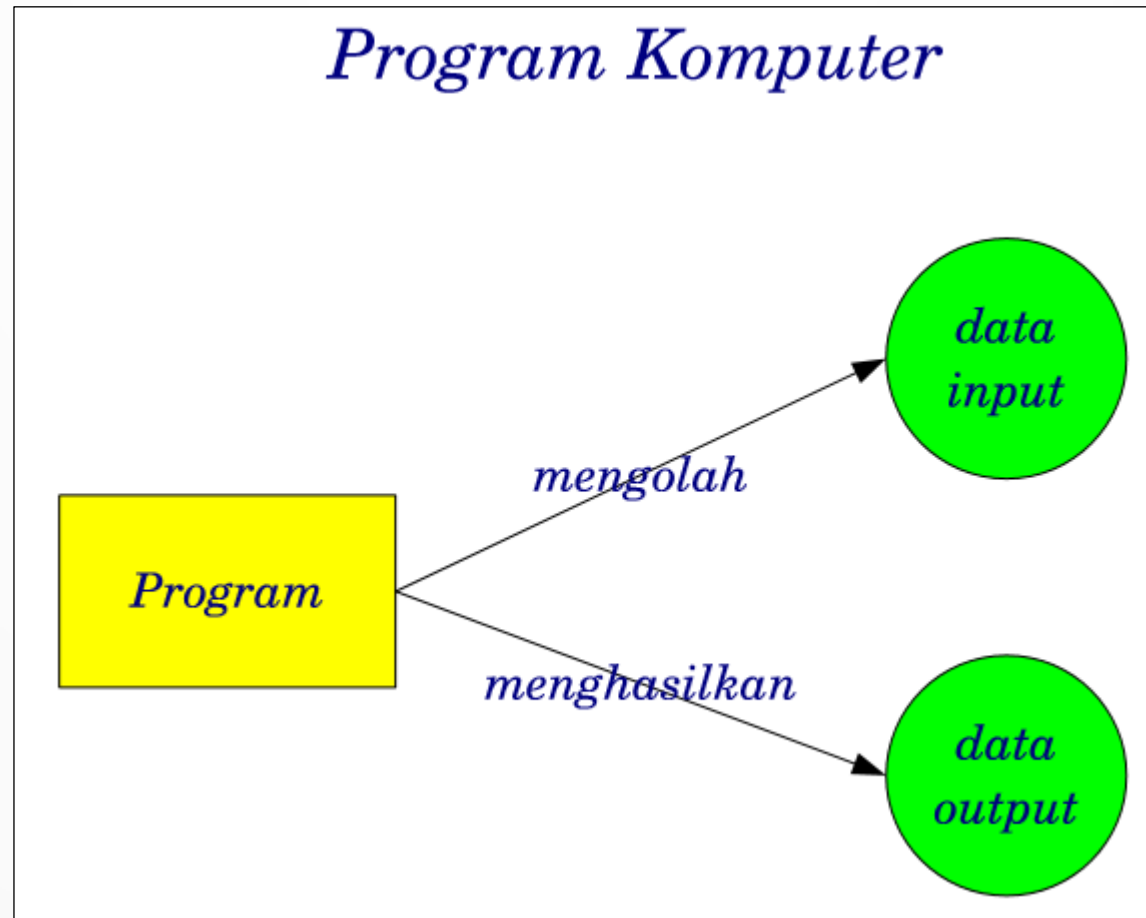 Program Komputer
data
input
mengolah
Program
menghasilkan
data
output